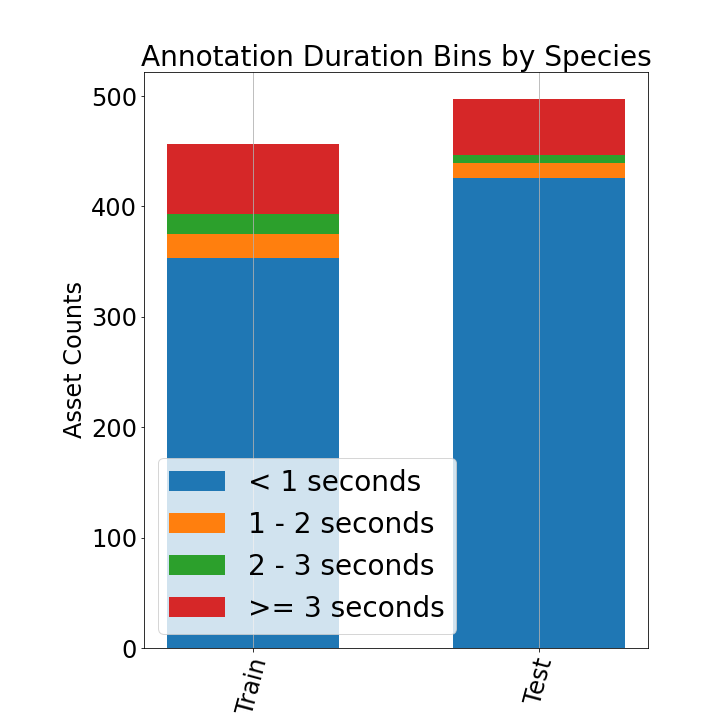 Annotation Duration Bins by Species
500
400
300
200
100
0
Asset Counts
< 1 seconds
1 - 2 seconds
2 - 3 seconds
>= 3 seconds
Train
Test